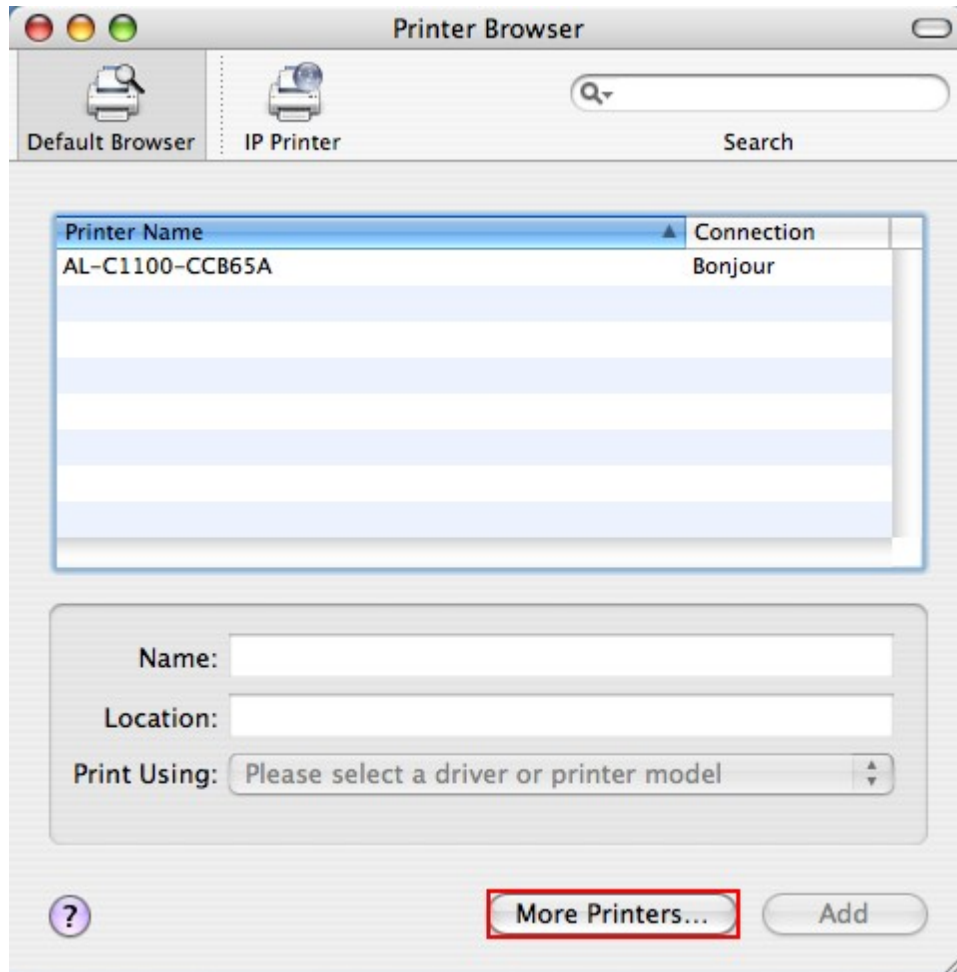 Printer Browser
Default Browser
IP Printer
Search
Printer Name Connection
AL-C1100-CCB65A Bonjour
Name:
Location:
Print Using: Please select a driver or printer model
? More Printers... Add